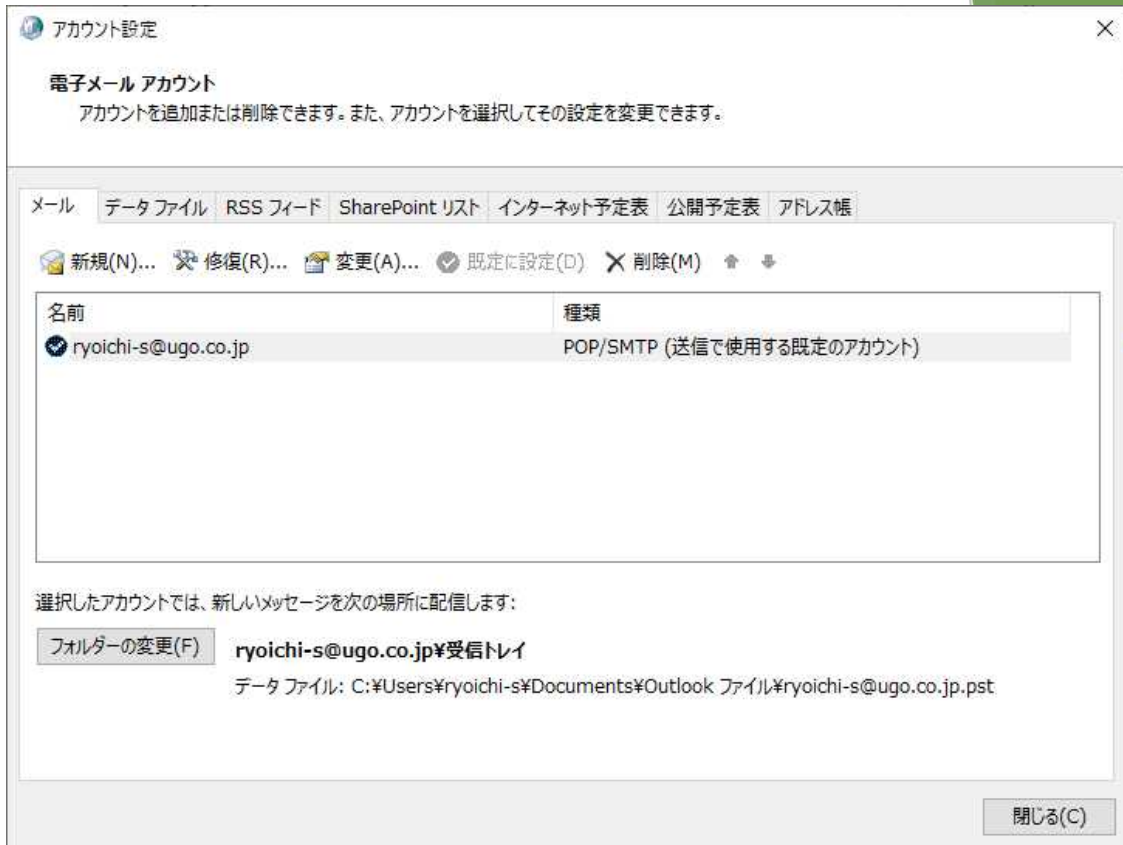 アカウント設定
電子メール アカウント
アカウントを追加または削除できます。また、アカウントを選択してその設定を変更できます。
メール データ ファイル RSS フィード SharePoint リスト インターネット予定表 公開予定表 アドレス帳
新規(N)... 修復(R)... 変更(A)... 既定に設定(D) 削除(M)
名前 種類
ryoichi-s@ugo.co.jp POP/SMTP (送信で使用する既定のアカウント)
選択したアカウントでは、新しいメッセージを次の場所に配信します:
フォルダーの変更(F) ryoichi-s@ugo.co.jp¥受信トレイ
データ ファイル: C:¥Users¥ryoichi-s¥Documents¥Outlook ファイル¥ryoichi-s@ugo.co.jp.pst
閉じる(C)